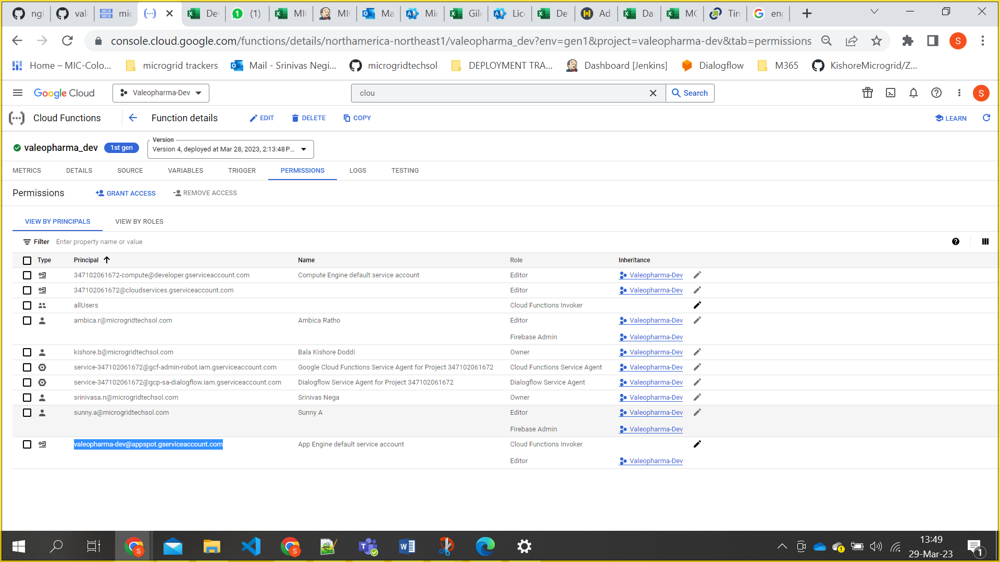 ngi
val
mic
Dev
1
(1)
MIC
MIC
Ma
Mic
Gil
Lic
De
Ad
Da
MC
Tin
eng
console.cloud.google.com/functions/details/northamerica-northeast1/valeopharma_dev?env=gen1&project=valeopharma-dev&tab=permissions
S
Home – MIC-Colo...
microgrid trackers
Mail - Srinivas Negi...
microgridtechsol
DEPLOYMENT TRA...
Dashboard [Jenkins]
Dialogflow
M365
KishoreMicrogrid/Z...
Google Cloud
Valeopharma-Dev
clou
Search
S
Cloud Functions
Function details
EDIT
DELETE
COPY
LEARN
valeopharma_dev
1st gen
Version
Version 4, deployed at Mar 28, 2023, 2:13:48 P...
METRICS
DETAILS
SOURCE
VARIABLES
TRIGGER
PERMISSIONS
LOGS
TESTING
Permissions
GRANT ACCESS
REMOVE ACCESS
VIEW BY PRINCIPALS
VIEW BY ROLES
Filter
Enter property name or value
Type
Principal
Name
Role
Inheritance
347102061672-compute@developer.gserviceaccount.com
Compute Engine default service account
Editor
Valeopharma-Dev
347102061672@cloudservices.gserviceaccount.com
Editor
Valeopharma-Dev
allUsers
Cloud Functions Invoker
ambica.r@microgridtechsol.com
Ambica Ratho
Editor
Valeopharma-Dev
Firebase Admin
Valeopharma-Dev
kishore.b@microgridtechsol.com
Bala Kishore Doddi
Owner
Valeopharma-Dev
service-347102061672@gcf-admin-robot.iam.gserviceaccount.com
Google Cloud Functions Service Agent for Project 347102061672
Cloud Functions Service Agent
Valeopharma-Dev
service-347102061672@gcp-sa-dialogflow.iam.gserviceaccount.com
Dialogflow Service Agent for Project 347102061672
Dialogflow Service Agent
Valeopharma-Dev
srinivasa.n@microgridtechsol.com
Srinivas Nega
Owner
Valeopharma-Dev
sunny.a@microgridtechsol.com
Sunny A
Editor
Valeopharma-Dev
Firebase Admin
Valeopharma-Dev
valeopharma-dev@appspot.gserviceaccount.com
App Engine default service account
Cloud Functions Invoker
Editor
Valeopharma-Dev
13:49
29-Mar-23
1